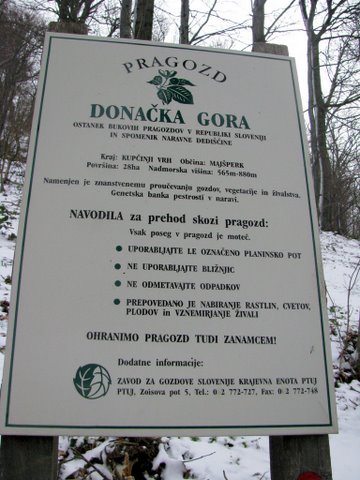 PRAGOZD
DONAČKA GORA
OSTANEK BUKOVIH PRAGOZDOV V REPUBLIKI SLOVENIJI
IN SPOMENIK NARAVNE DEDIŠČINE
Kraj: KUPČINJI VRH Občina: MAJŠPERK
Površina: 28ha Nadmorska višina: 565m-880m
Namenjen je znanstvenemu proučevanju gozdov, vegetacije in živalstva.
Genetska banka pestrosti v naravi.
NAVODILA za prehod skozi pragozd:
Vsak poseg v pragozd je moteč.
● UPORABLJAJTE LE OZNAČENO PLANINSKO POT
● NE UPORABLJAJTE BLIŽNJIC
● NE ODMETAVAJTE ODPADKOV
● PREPOVEDANO JE NABIRANJE RASTLIN, CVETOV,
PLODOV in VZNEMIRJANJE ŽIVALI
OHRANIMO PRAGOZD TUDI ZANAMCEM!
Dodatne informacije:
ZAVOD ZA GOZDOVE SLOVENIJE KRAJEVNA ENOTA PTUJ
PTUJ, Zoisova pot 5, Tel.: 0/2 772-727, Fax: 0/2 772-748